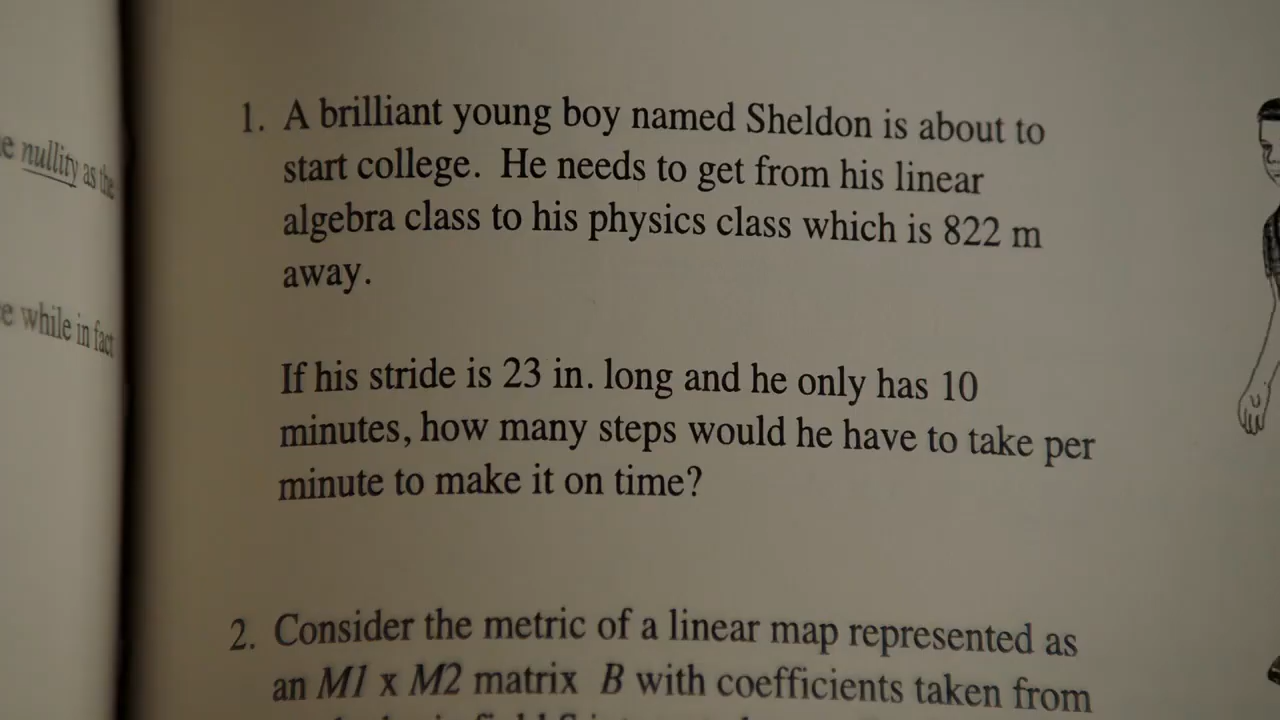 e nullity as the
e while in fact
1. A brilliant young boy named Sheldon is about to
start college. He needs to get from his linear
algebra class to his physics class which is 822 m
away.
If his stride is 23 in. long and he only has 10
minutes, how many steps would he have to take per
minute to make it on time?
2. Consider the metric of a linear map represented as
an M1 x M2 matrix B with coefficients taken from